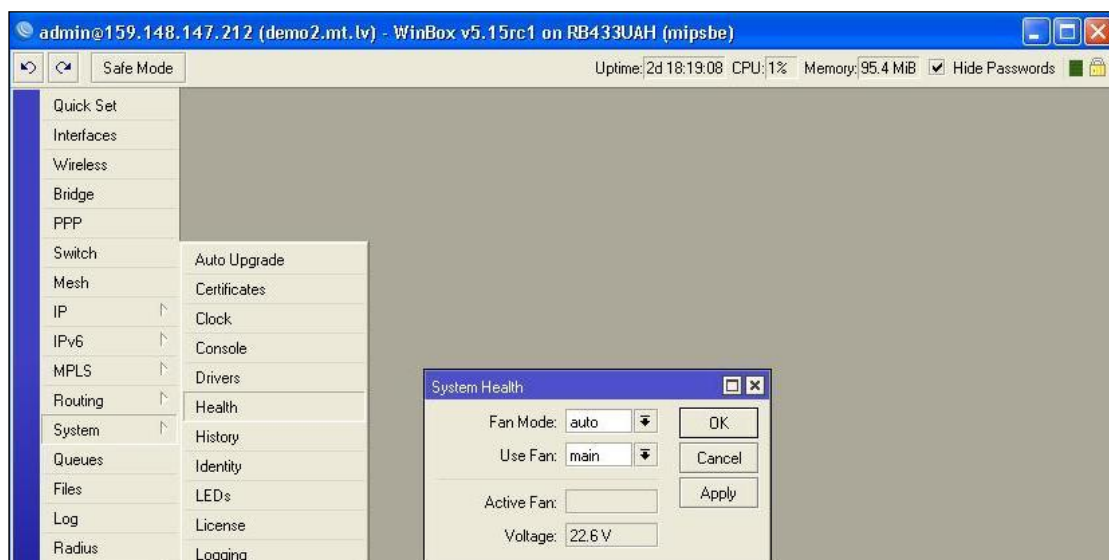 admin@159.148.147.212 (demo2.mt.lv) - WinBox v5.15rc1 on RB433UAH (mipsbe)
Safe Mode Uptime: 2d 18:19:08 CPU: 1% Memory: 95.4 MiB Hide Passwords
Quick Set
Interfaces
Wireless
Bridge
PPP
Switch
Mesh
IP
IPv6
MPLS
Routing
System
Queues
Files
Log
Radius
Auto Upgrade
Certificates
Clock
Console
Drivers
Health
History
Identity
LEDs
License
Logging
System Health
Fan Mode: auto
Use Fan: main
Active Fan:
Voltage: 22.6 V
OK
Cancel
Apply